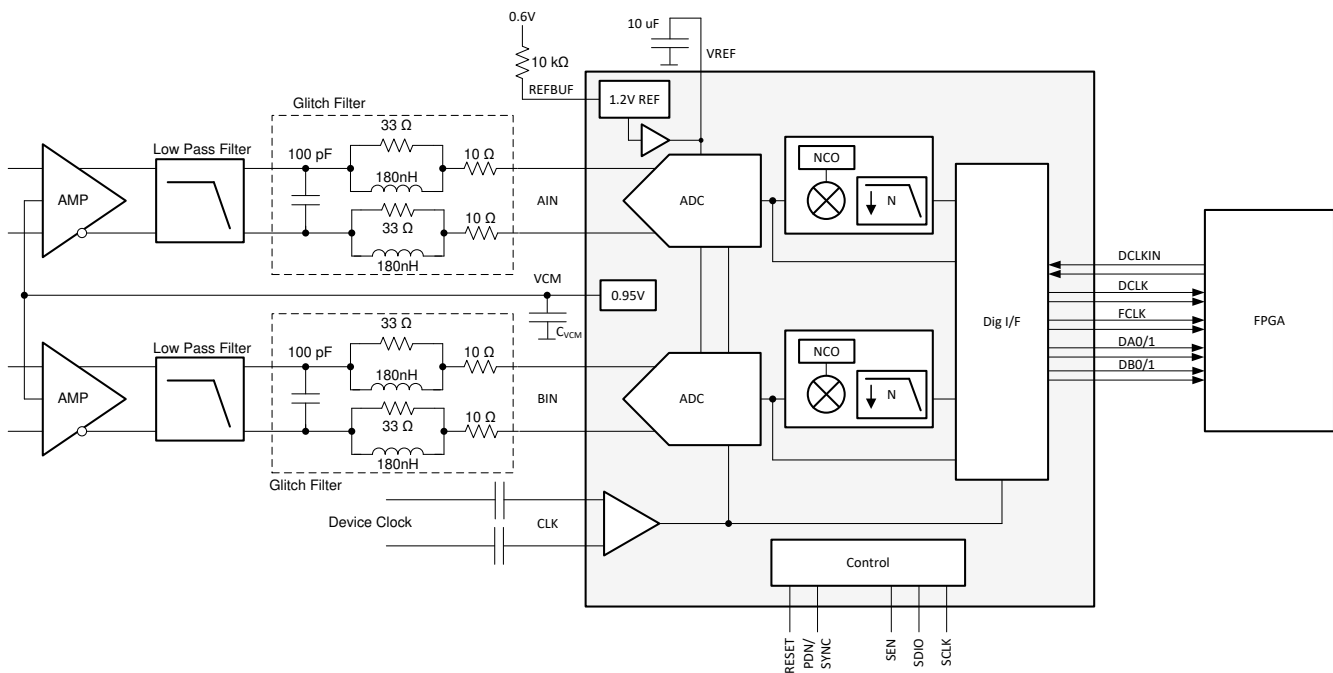 0.6V
10 uF
VREF
10 kΩ
REFBUF
1.2V REF
Glitch Filter
33 Ω
Low Pass Filter
100 pF
10 Ω
NCO
180nH
AMP
AIN
ADC
N
33 Ω
10 Ω
180nH
DCLKIN
VCM
0.95V
DCLK
Dig I/F
FCLK
FPGA
CVCM
33 Ω
DA0/1
Low Pass Filter
100 pF
10 Ω
NCO
DB0/1
180nH
AMP
BIN
ADC
N
33 Ω
10 Ω
180nH
Glitch Filter
Device Clock
CLK
Control
RESET
PDN/
SYNC
SEN
SDIO
SCLK